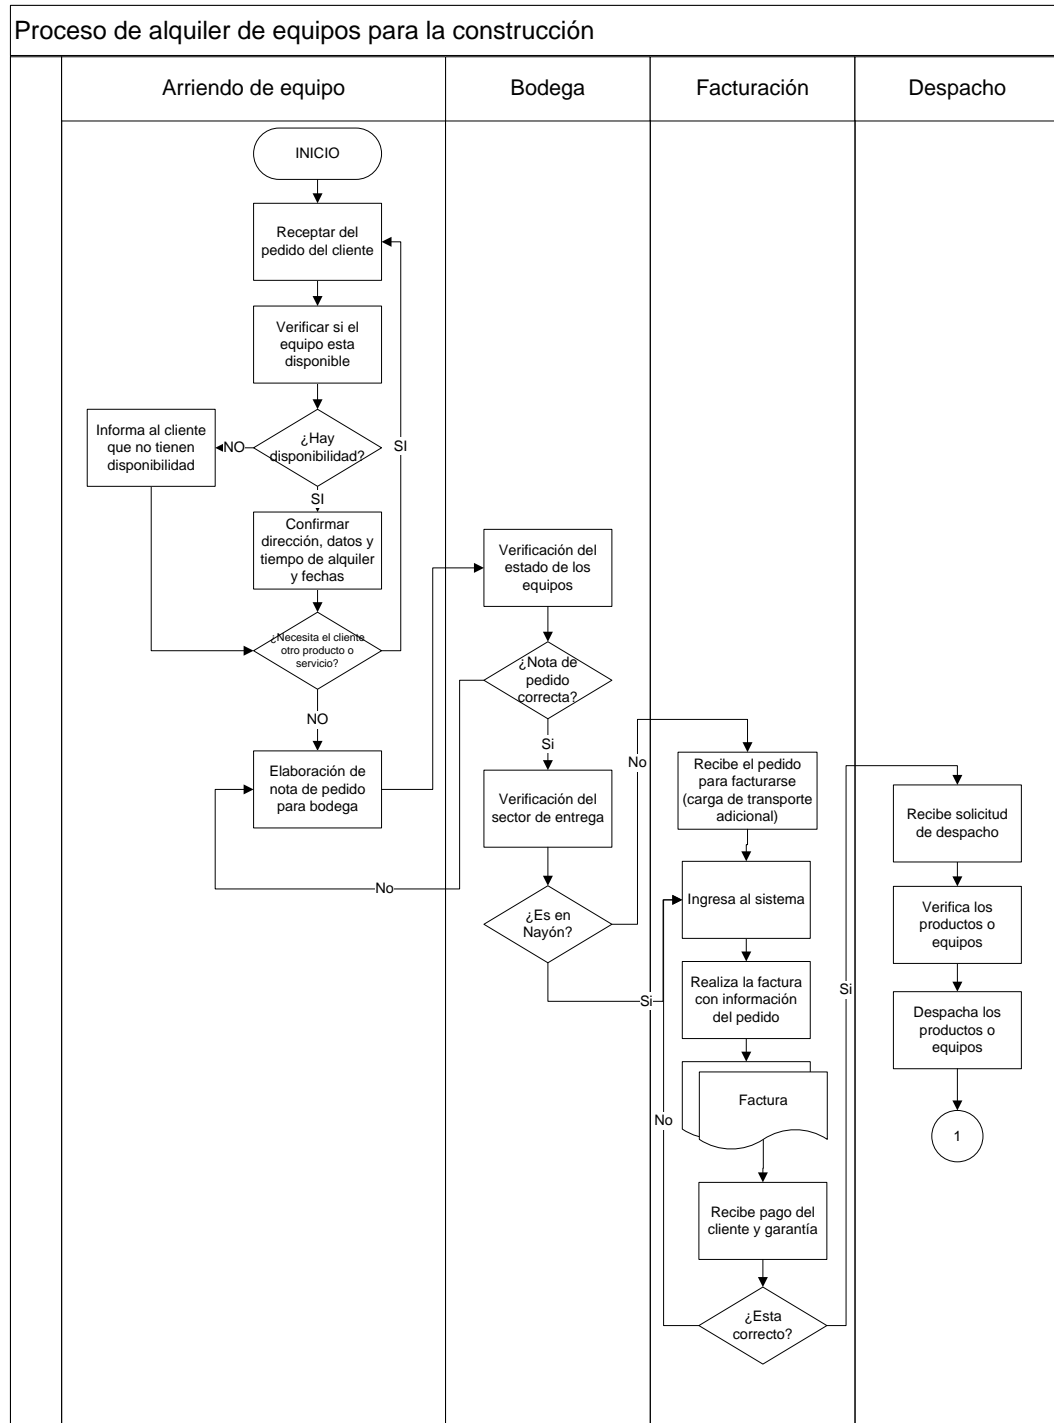 Proceso de alquiler de equipos para la construcción
Arriendo de equipo
Bodega
Facturación
Despacho
INICIO
Receptar del
pedido del cliente
Verificar si el
equipo esta
disponible
¿Hay
disponibilidad?
NO
Informa al cliente
que no tienen
disponibilidad
SI
SI
Confirmar
dirección, datos y
tiempo de alquiler
y fechas
¿Necesita el cliente
otro producto o
servicio?
NO
Elaboración de
nota de pedido
para bodega
Verificación del
estado de los
equipos
¿Nota de
pedido
correcta?
No
Si
Verificación del
sector de entrega
¿Es en
Nayón?
No
Si
Recibe el pedido
para facturarse
(carga de transporte
adicional)
Ingresa al sistema
Realiza la factura
con información
del pedido
Factura
Recibe pago del
cliente y garantía
¿Esta
correcto?
No
Si
Recibe solicitud
de despacho
Verifica los
productos o
equipos
Despacha los
productos o
equipos
1